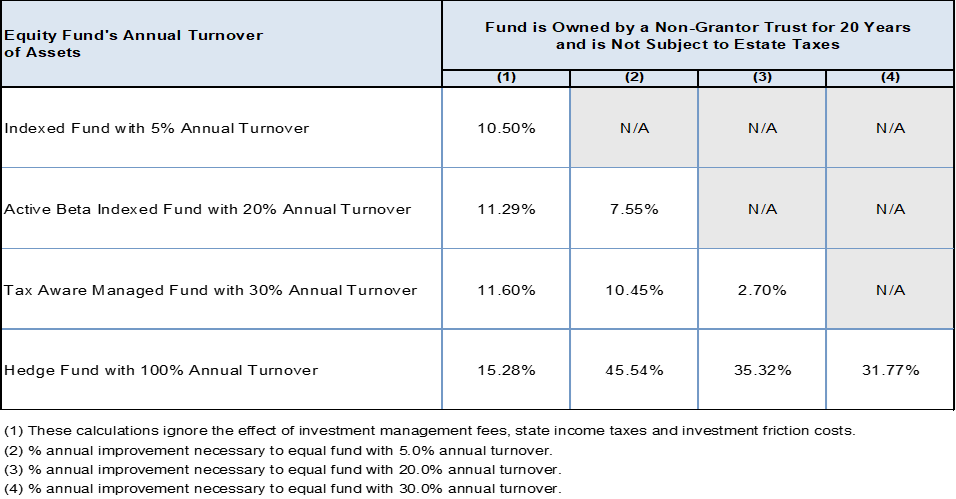 Equity Fund's Annual Turnover
of Assets
Fund is Owned by a Non-Grantor Trust for 20 Years
and is Not Subject to Estate Taxes
(1) (2) (3) (4)
Indexed Fund with 5% Annual Turnover 10.50% N/A N/A N/A
Active Beta Indexed Fund with 20% Annual Turnover 11.29% 7.55% N/A N/A
Tax Aware Managed Fund with 30% Annual Turnover 11.60% 10.45% 2.70% N/A
Hedge Fund with 100% Annual Turnover 15.28% 45.54% 35.32% 31.77%
(1) These calculations ignore the effect of investment management fees, state income taxes and investment friction costs.
(2) % annual improvement necessary to equal fund with 5.0% annual turnover.
(3) % annual improvement necessary to equal fund with 20.0% annual turnover.
(4) % annual improvement necessary to equal fund with 30.0% annual turnover.